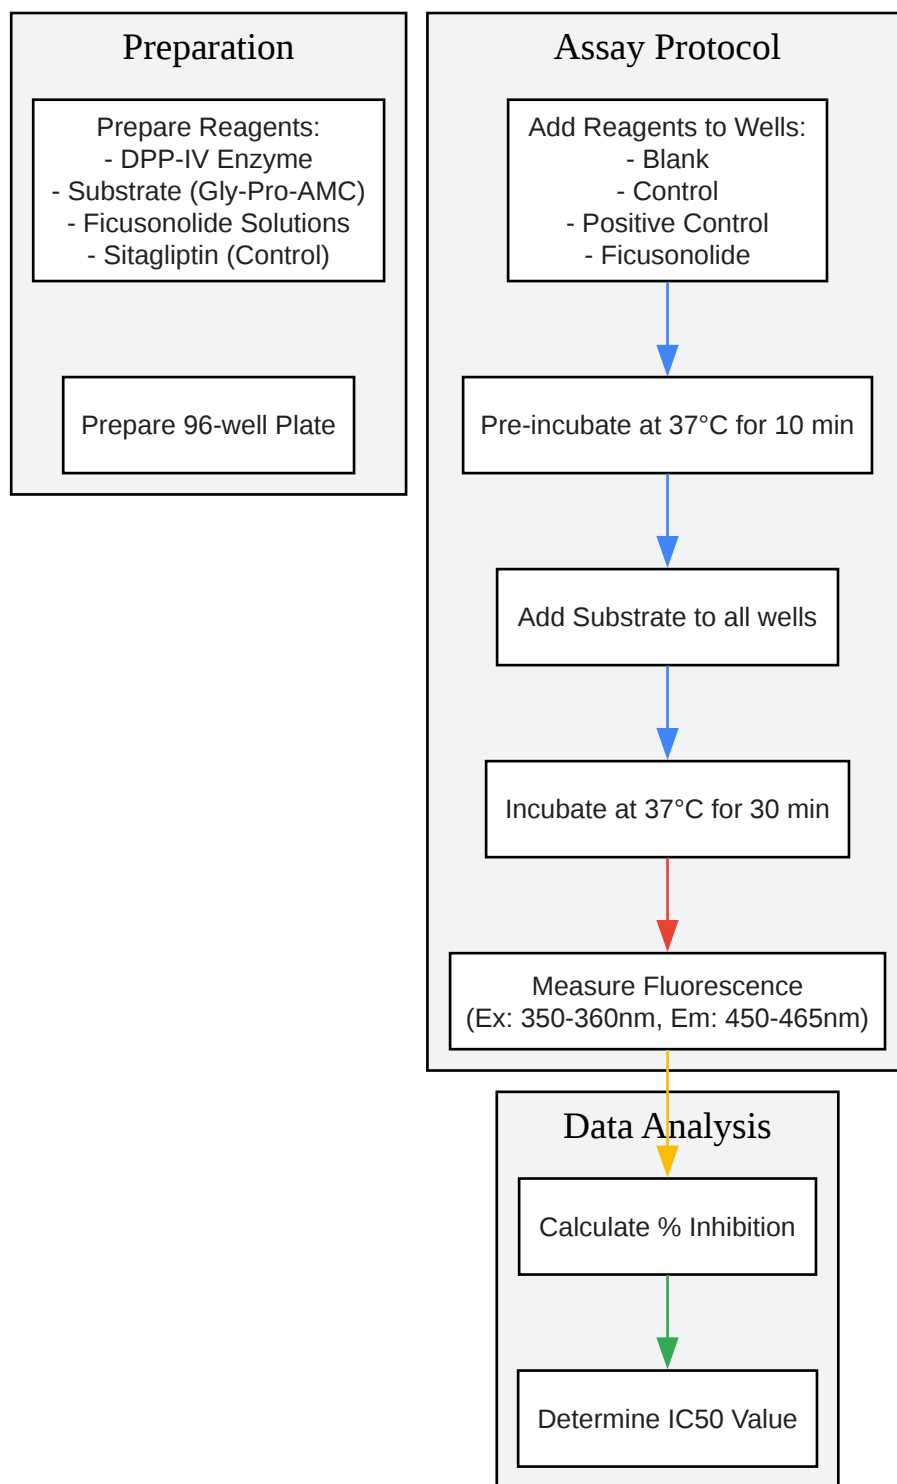 Preparation
Prepare Reagents:
- DPP-IV Enzyme
- Substrate (Gly-Pro-AMC)
- Ficusonolide Solutions
- Sitagliptin (Control)
Prepare 96-well Plate
Assay Protocol
Add Reagents to Wells:
- Blank
- Control
- Positive Control
- Ficusonolide
Pre-incubate at 37°C for 10 min
Add Substrate to all wells
Incubate at 37°C for 30 min
Measure Fluorescence
(Ex: 350-360nm, Em: 450-465nm)
Data Analysis
Calculate % Inhibition
Determine IC50 Value